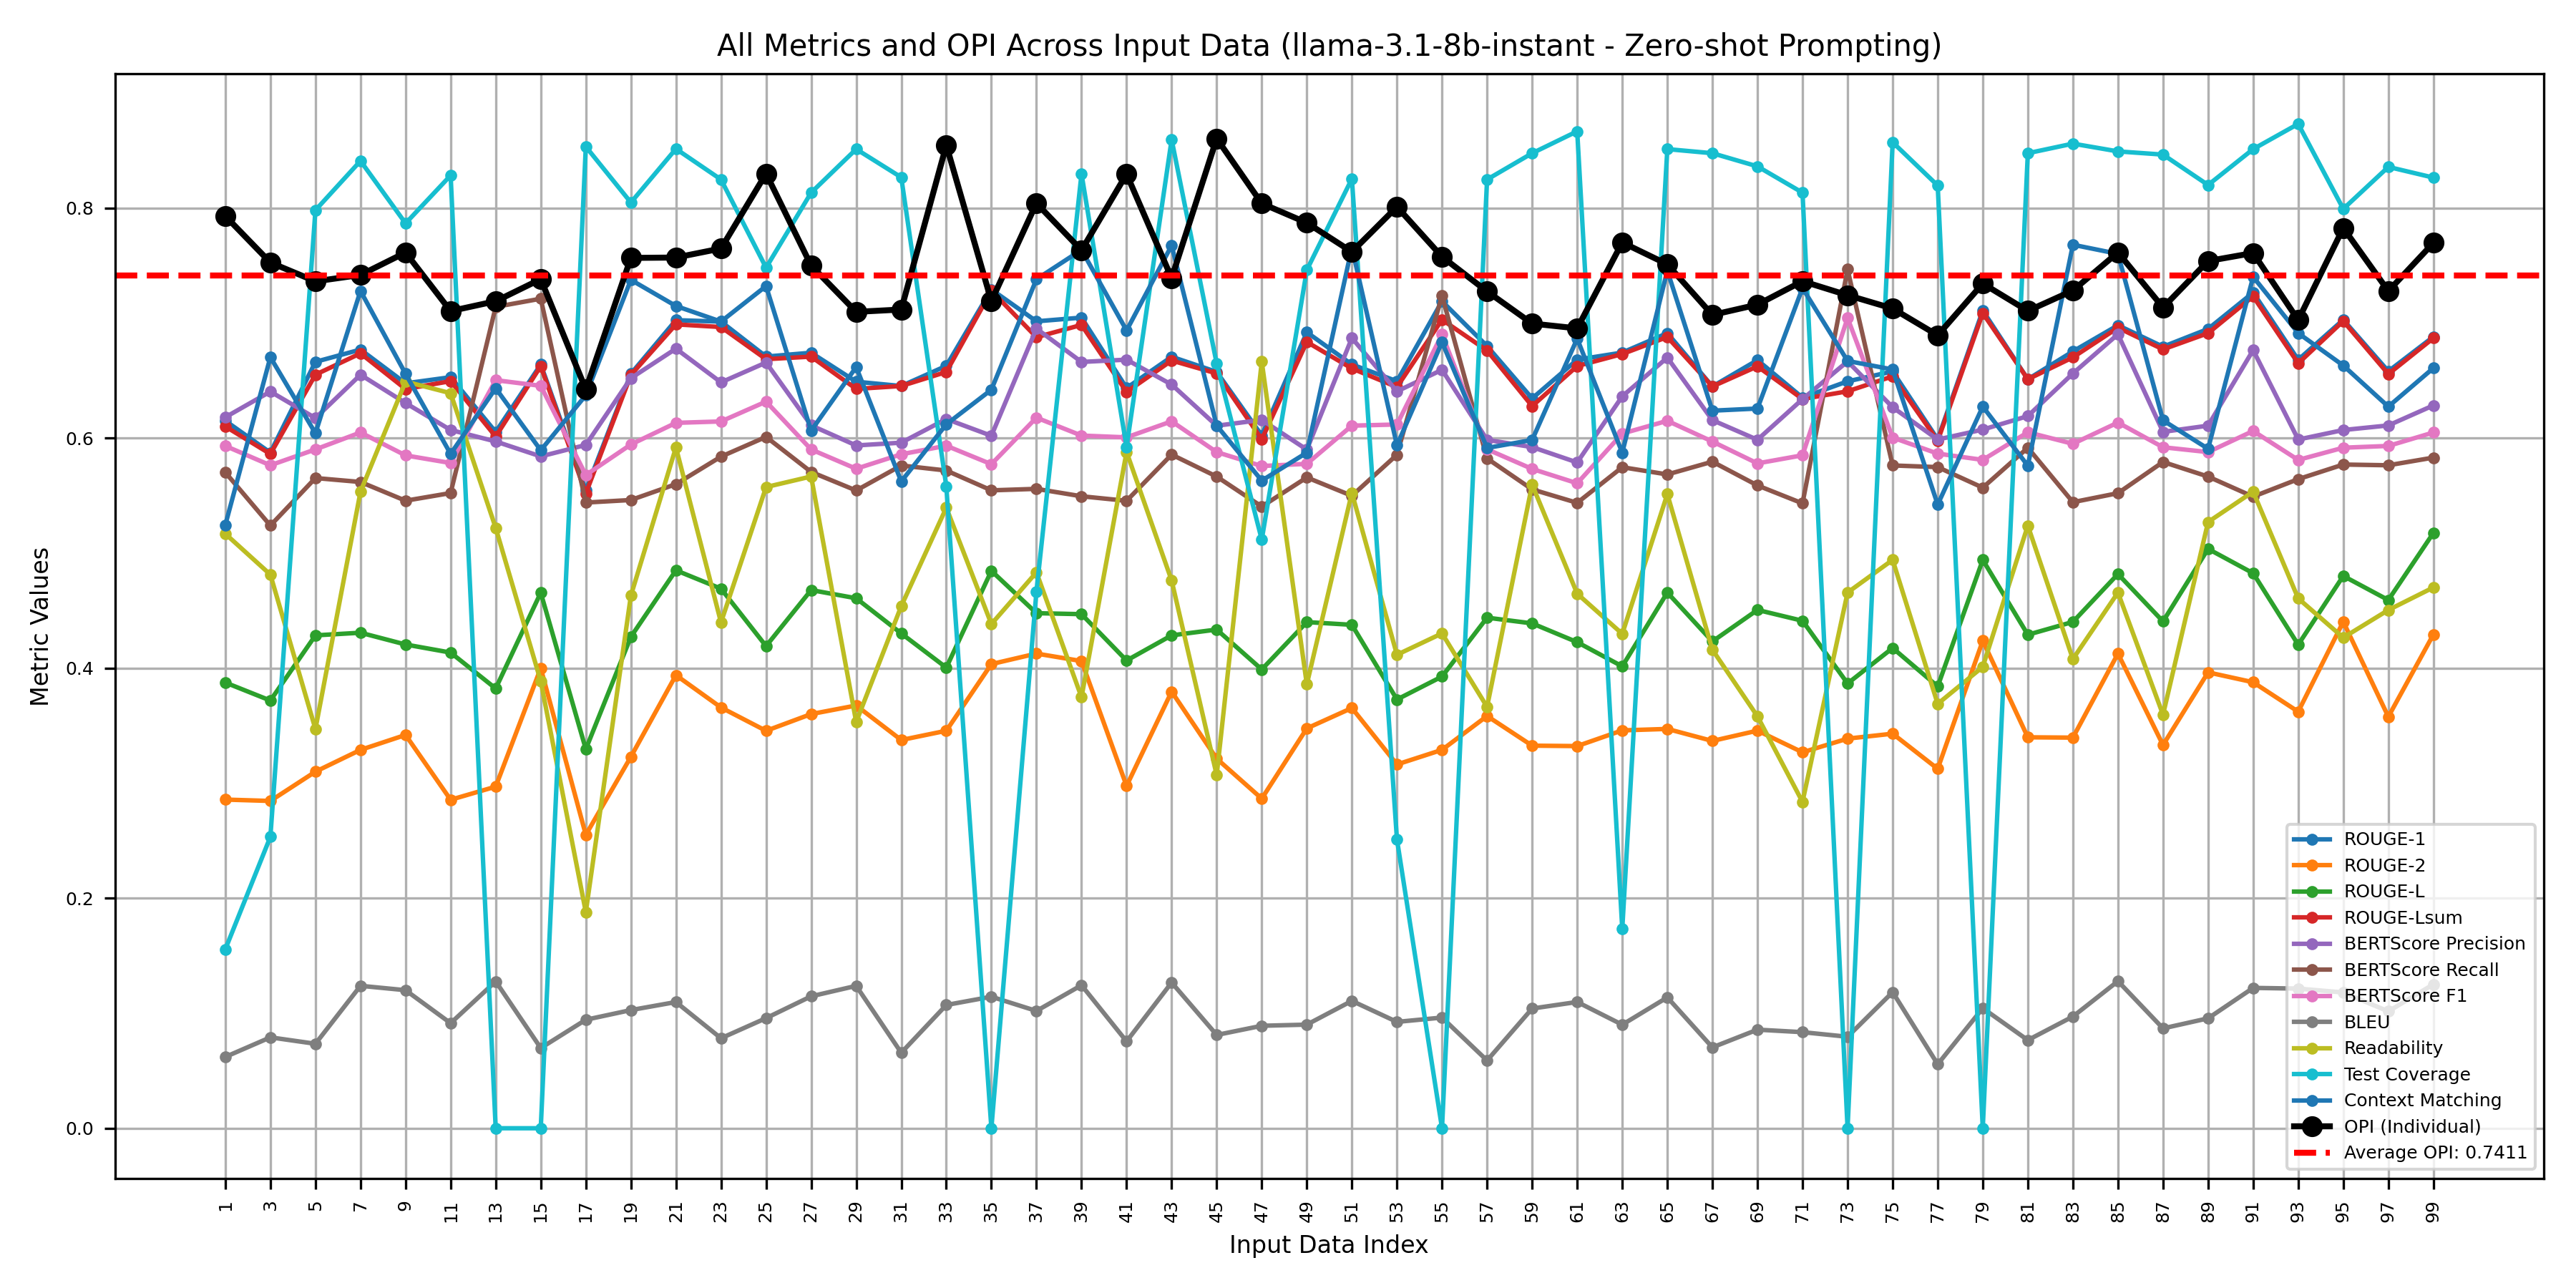 All Metrics and OPI Across Input Data (llama-3.1-8b-instant - Zero-shot Prompting)
Metric Values
0.8
0.6
0.4
0.2
0.0
ROUGE-1
ROUGE-2
ROUGE-L
ROUGE-Lsum
BERTScore Precision
BERTScore Recall
BERTScore F1
BLEU
Readability
Test Coverage
Context Matching
OPI (Individual)
Average OPI: 0.7411
1 3 5 7 9 11 13 15 17 19 21 23 25 27 29 31 33 35 37 39 41 43 45 47 49 51 53 55 57 59 61 63 65 67 69 71 73 75 77 79 81 83 85 87 89 91 93 95 97 99
Input Data Index